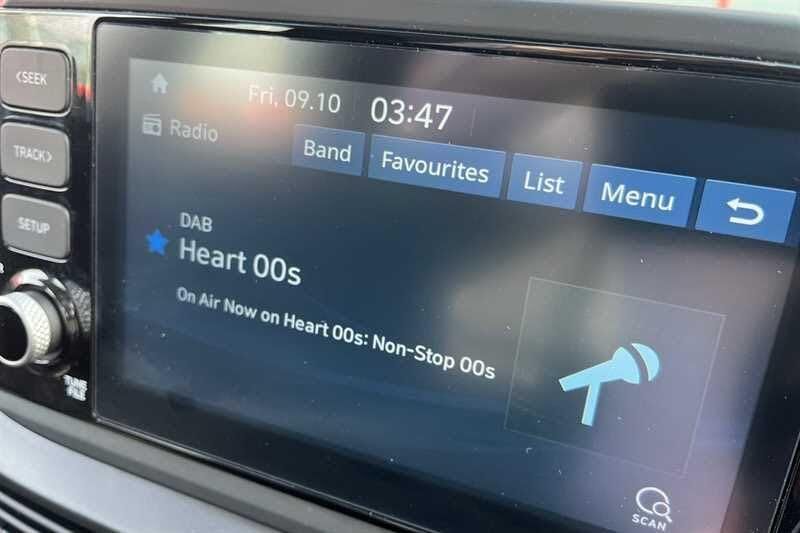 <SEEK
TRACK>
SETUP
TUNE
FILE
Fri, 09.10 03:47
Radio
Band Favourites List Menu
DAB
Heart 00s
On Air Now on Heart 00s: Non-Stop 00s
SCAN